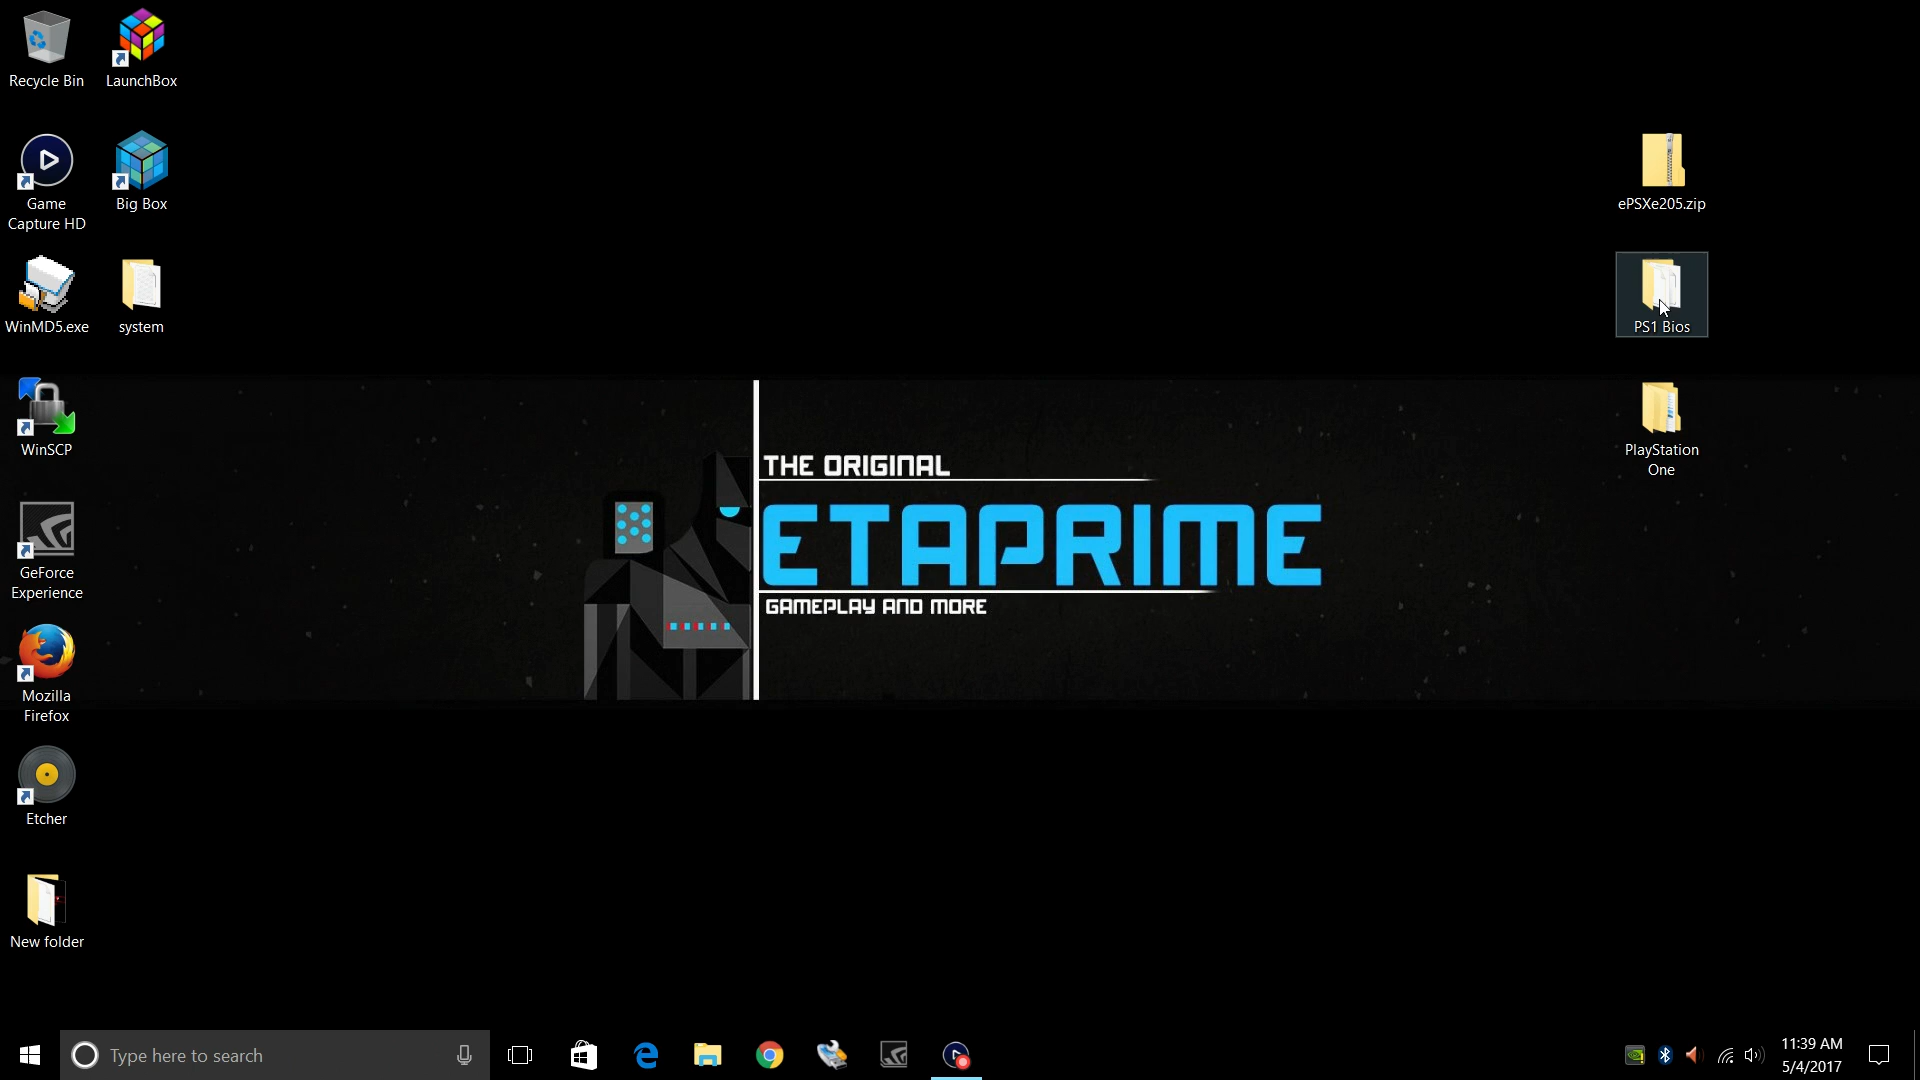 Recycle Bin
LaunchBox
Game
Capture HD
Big Box
WinMD5.exe
system
WinSCP
GeForce
Experience
Mozilla
Firefox
Etcher
New folder
ePSXe205.zip
PS1 Bios
PlayStation
One
THE ORIGINAL
ETAPRIME
GAMEPLAY AND MORE
Type here to search
11:39 AM
5/4/2017